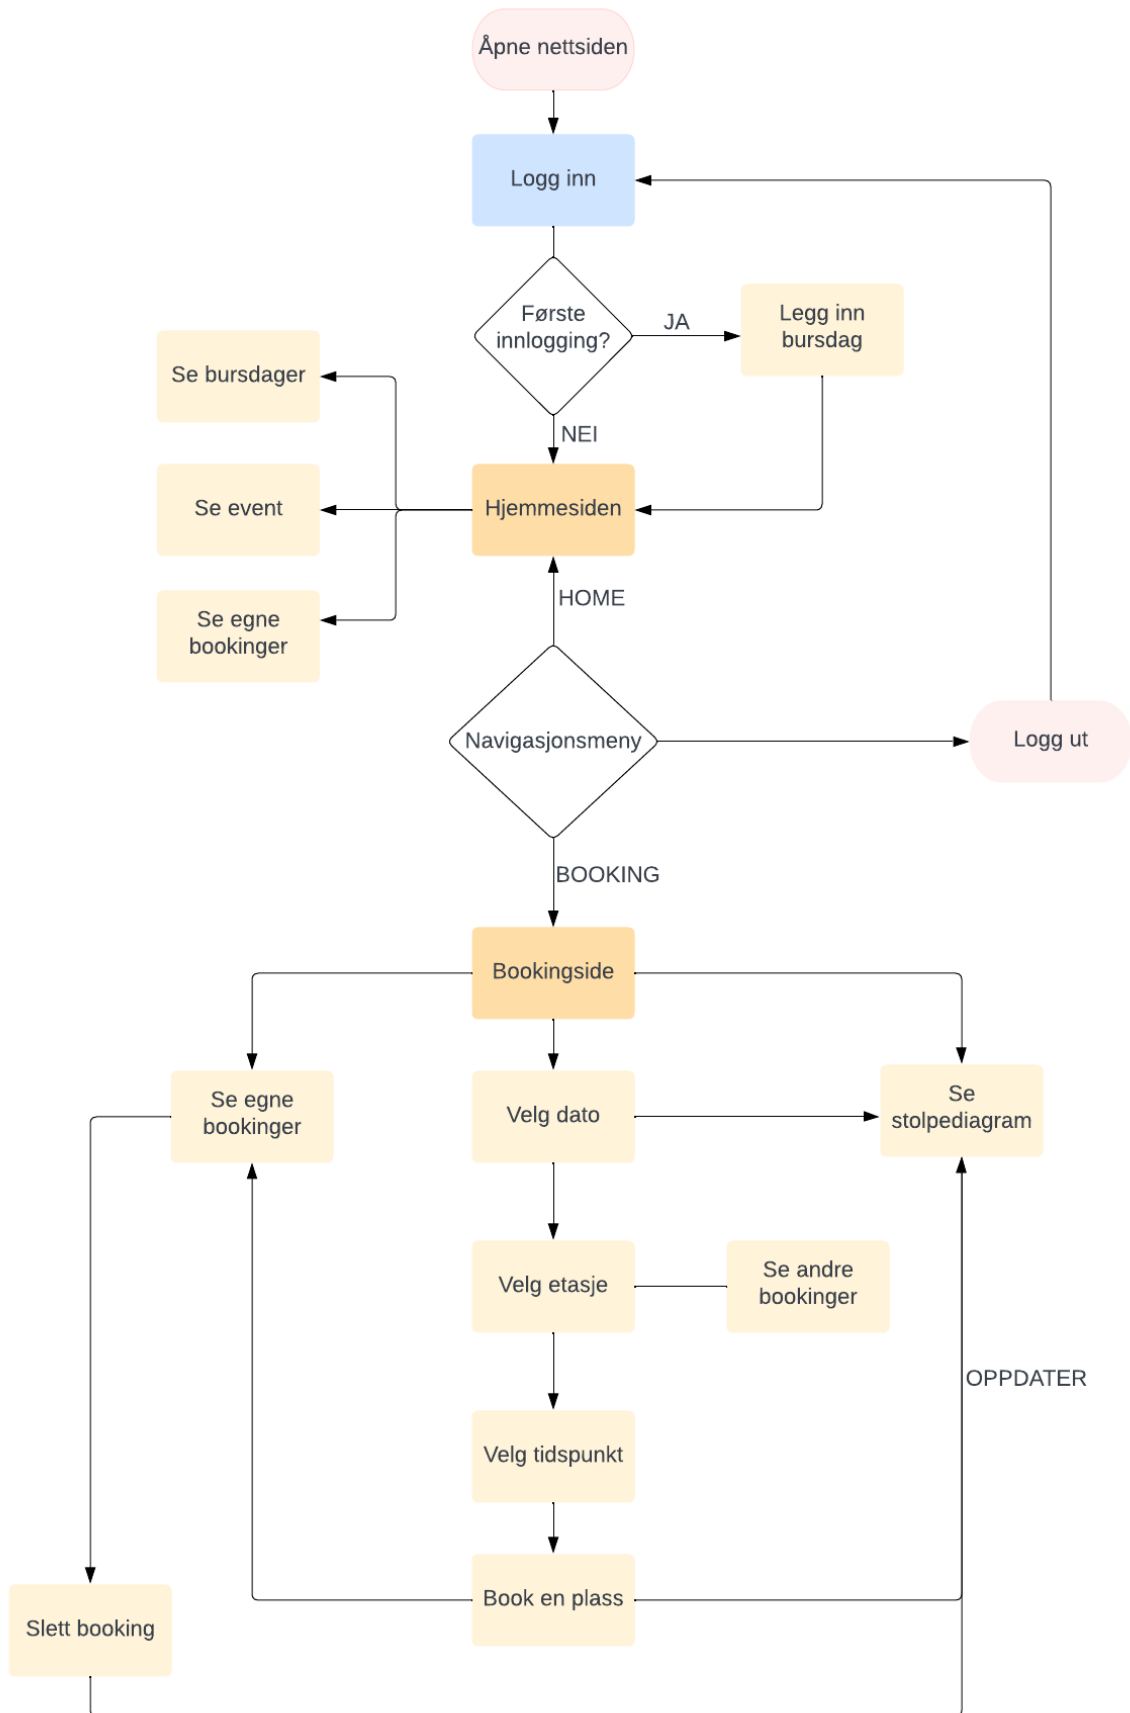 Åpne nettsiden
Logg inn
Første
innlogging?
JA
Legg inn
bursdag
Se bursdager
NEI
Se event
Hjemmesiden
HOME
Se egne
bookinger
Navigasjonsmeny
Logg ut
BOOKING
Bookingside
Se egne
bookinger
Velg dato
Se
stolpediagram
Velg etasje
Se andre
bookinger
OPPDATER
Velg tidspunkt
Book en plass
Slett booking